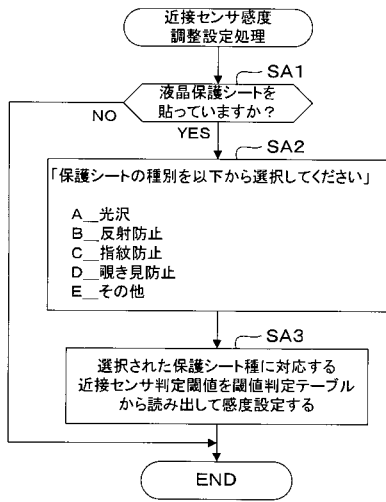 近接センサ感度
調整設定処理
SA1
液晶保護シートを
貼っていますか？
NO
YES
SA2
「保護シートの種別を以下から選択してください」
A__光沢
B__反射防止
C__指紋防止
D__覗き見防止
E__その他
SA3
選択された保護シート種に対応する
近接センサ判定閾値を閾値判定テーブル
から読み出して感度設定する
END